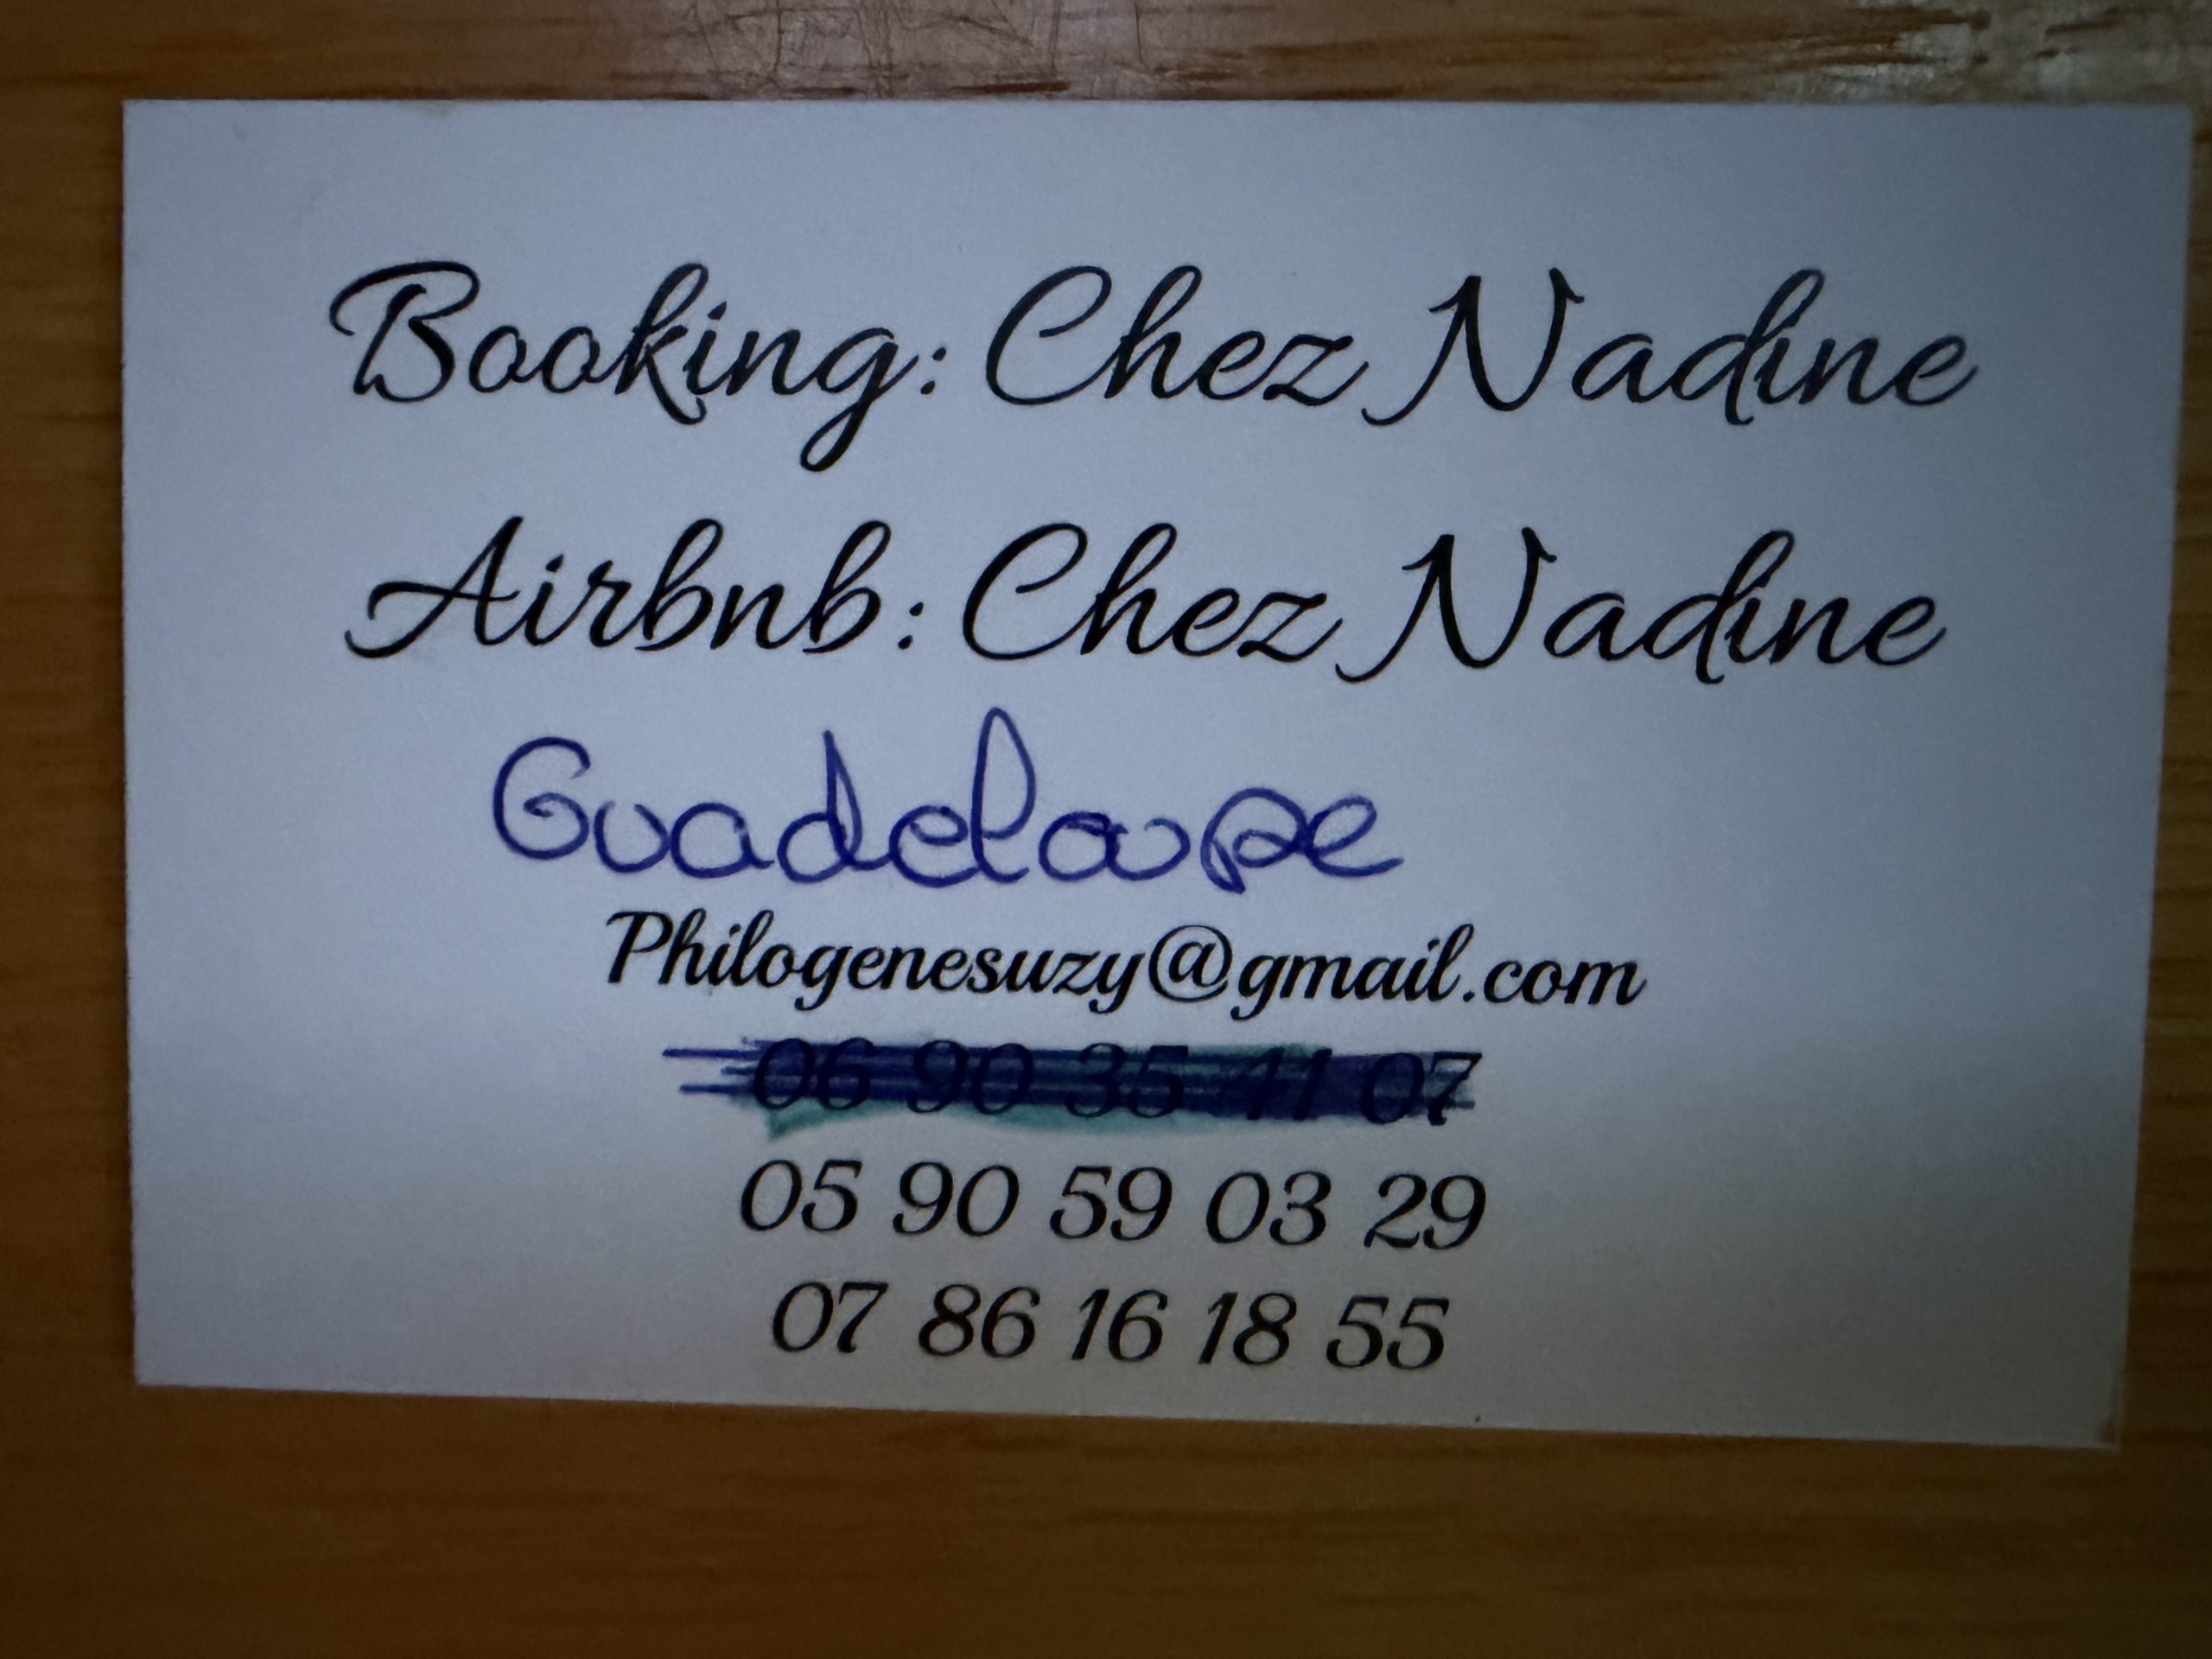 Booking: Chez Nadine
Airbnb: Chez Nadine
Guadeloupe
Philogenesuzy@gmail.com
06 90 35 41 07
05 90 59 03 29
07 86 16 18 55